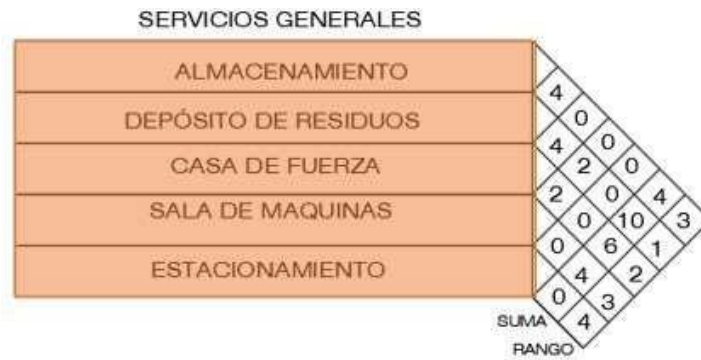 SERVICIOS GENERALES
ALMACENAMIENTO
4
DEPÓSITO DE RESIDUOS 0
4 0
CASA DE FUERZA 2 0
2 0 4
SALA DE MAQUINAS 0 10 3
0 6 1
ESTACIONAMIENTO 4 2
0 3
SUMA 4
RANGO